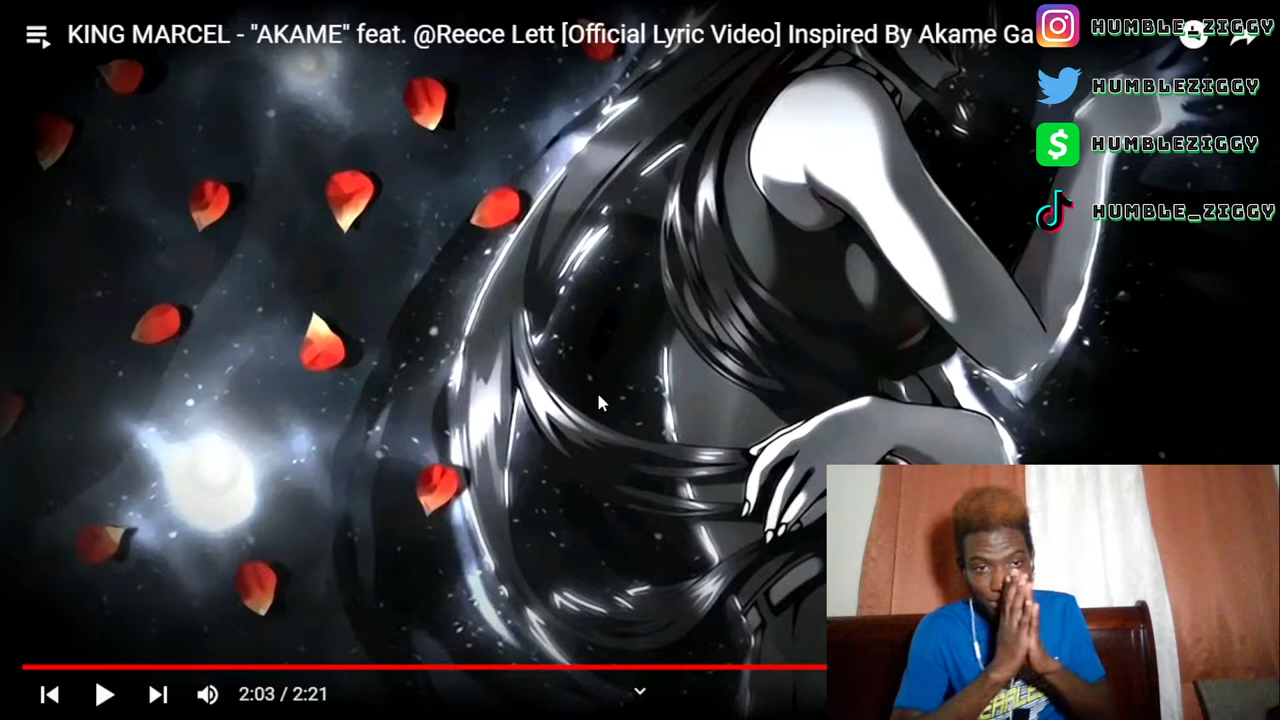 KING MARCEL - "AKAME" feat. @Reece Lett [Official Lyric Video] Inspired By Akame Ga
HUMBLE_ZIGGY
HUMBLEZIGGY
$
HUMBLEZIGGY
HUMBLE_ZIGGY
2:03 / 2:21